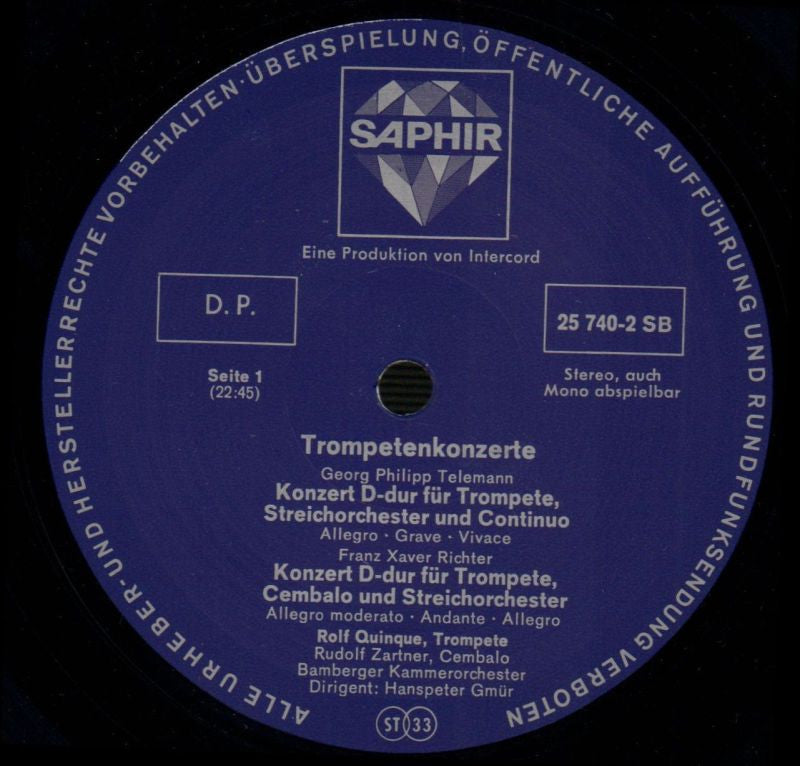 ALLE URHEBER- UND HERSTELLERRECHTE VORBEHALTEN · ÜBERSPIELUNG, ÖFFENTLICHE AUFFÜHRUNG UND RUNDFUNKSENDUNG VERBOTEN
SAPHIR
Eine Produktion von Intercord
D. P.
25 740-2 SB
Seite 1
(22:45)
Stereo, auch
Mono abspielbar
Trompetenkonzerte
Georg Philipp Telemann
Konzert D-dur für Trompete,
Streichorchester und Continuo
Allegro · Grave · Vivace
Franz Xaver Richter
Konzert D-dur für Trompete,
Cembalo und Streichorchester
Allegro moderato · Andante · Allegro
Rolf Quinque, Trompete
Rudolf Zartner, Cembalo
Bamberger Kammerorchester
Dirigent: Hanspeter Gmür
ST 33